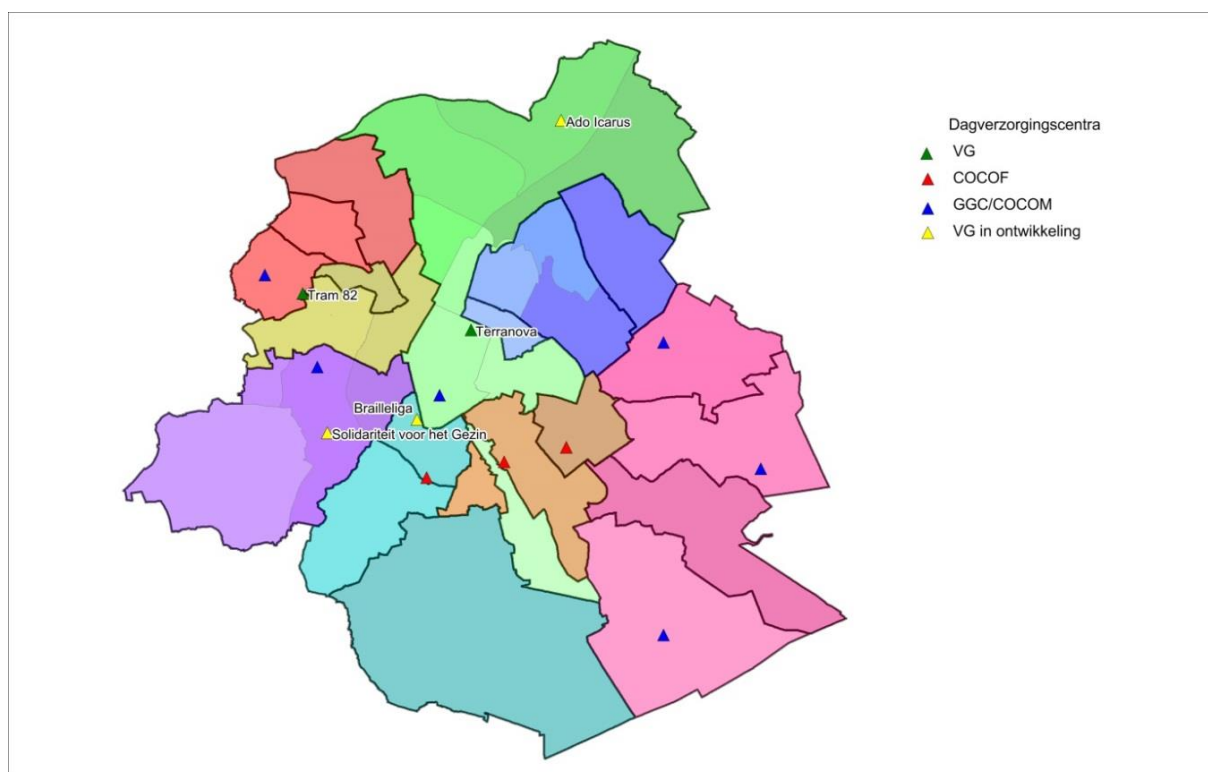 Ado Icarus
Dagverzorgingscentra
VG
COCOF
GGC/COCOM
VG in ontwikkeling
Tram 82
Terranova
Brailleliga
Solidariteit voor het Gezin